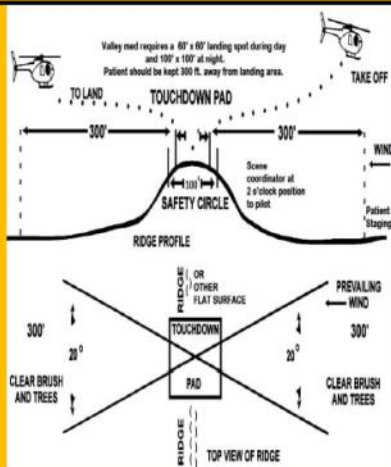 Valley med requires a 60' x 60' landing spot during day
and 100' x 100' at night.
Patient should be kept 300 ft. away from landing area.
TO LAND
TOUCHDOWN PAD
TAKE OFF
300'
300'
WIND
100'
Scene
coordinator at
2 o'clock position
to pilot
SAFETY CIRCLE
Patient
Staging
RIDGE PROFILE
RIDGE
OR
OTHER
FLAT SURFACE
PREVAILING
WIND
300'
20°
TOUCHDOWN
PAD
20°
300'
CLEAR BRUSH
AND TREES
CLEAR BRUSH
AND TREES
RIDGE
TOP VIEW OF RIDGE